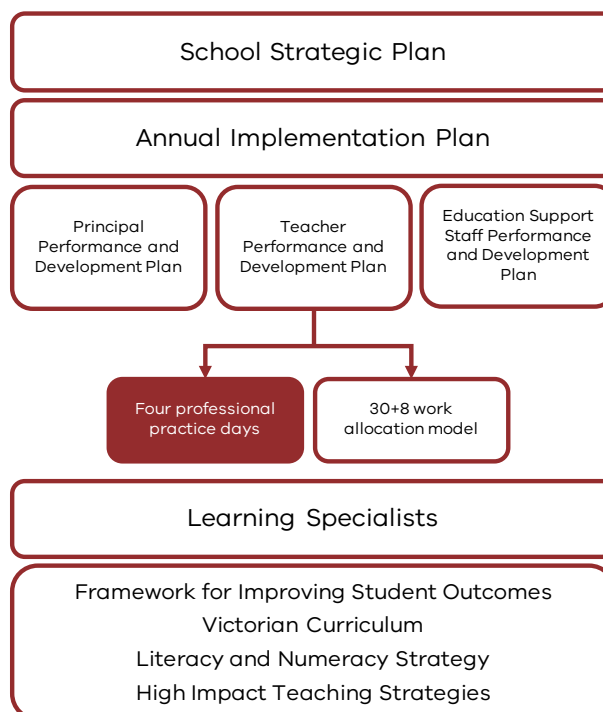 School Strategic Plan
Annual Implementation Plan
Principal
Performance and
Development Plan
Teacher
Performance and
Development Plan
Education Support
Staff Performance
and Development
Plan
Four professional
practice days
30+8 work
allocation model
Learning Specialists
Framework for Improving Student Outcomes
Victorian Curriculum
Literacy and Numeracy Strategy
High Impact Teaching Strategies